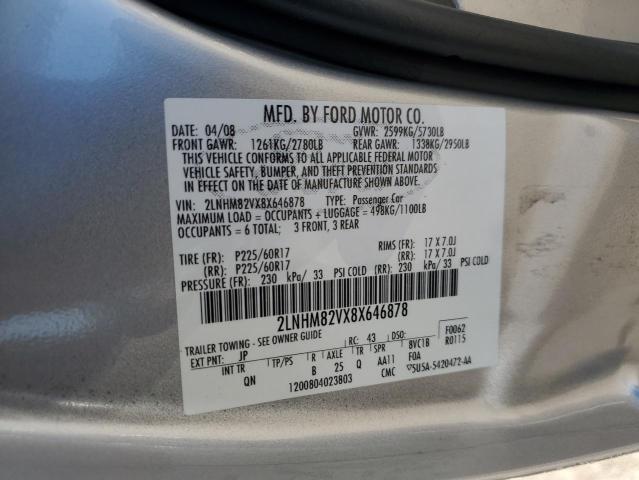 MFD. BY FORD MOTOR CO.
DATE: 04/08 GVWR: 2599KG/5730LB
FRONT GAWR: 1261KG/2780LB REAR GAWR: 1338KG/2950LB
THIS VEHICLE CONFORMS TO ALL APPLICABLE FEDERAL MOTOR
VEHICLE SAFETY, BUMPER, AND THEFT PREVENTION STANDARDS
IN EFFECT ON THE DATE OF MANUFACTURE SHOWN ABOVE.
VIN: 2LNHM82VX8X646878 TYPE: Passenger Car
MAXIMUM LOAD = OCCUPANTS + LUGGAGE = 498KG/1100LB
OCCUPANTS = 6 TOTAL; 3 FRONT, 3 REAR
TIRE (FR): P225/60R17 RIMS (FR): 17 X 7.0J
(RR): P225/60R17 (RR): 17 X 7.0J
PRESSURE (FR): 230 kPa/ 33 PSI COLD (RR): 230 kPa/ 33 PSI COLD
2LNHM82VX8X646878
TRAILER TOWING - SEE OWNER GUIDE RC: 43 DSO: F0062
EXT PNT: JP R0115
INT TR TP/PS R AXLE TR SPR 8VC1B
QN B 25 Q AA11 FOA
1200804023803 CMC ▽5U5A-5420472-AA